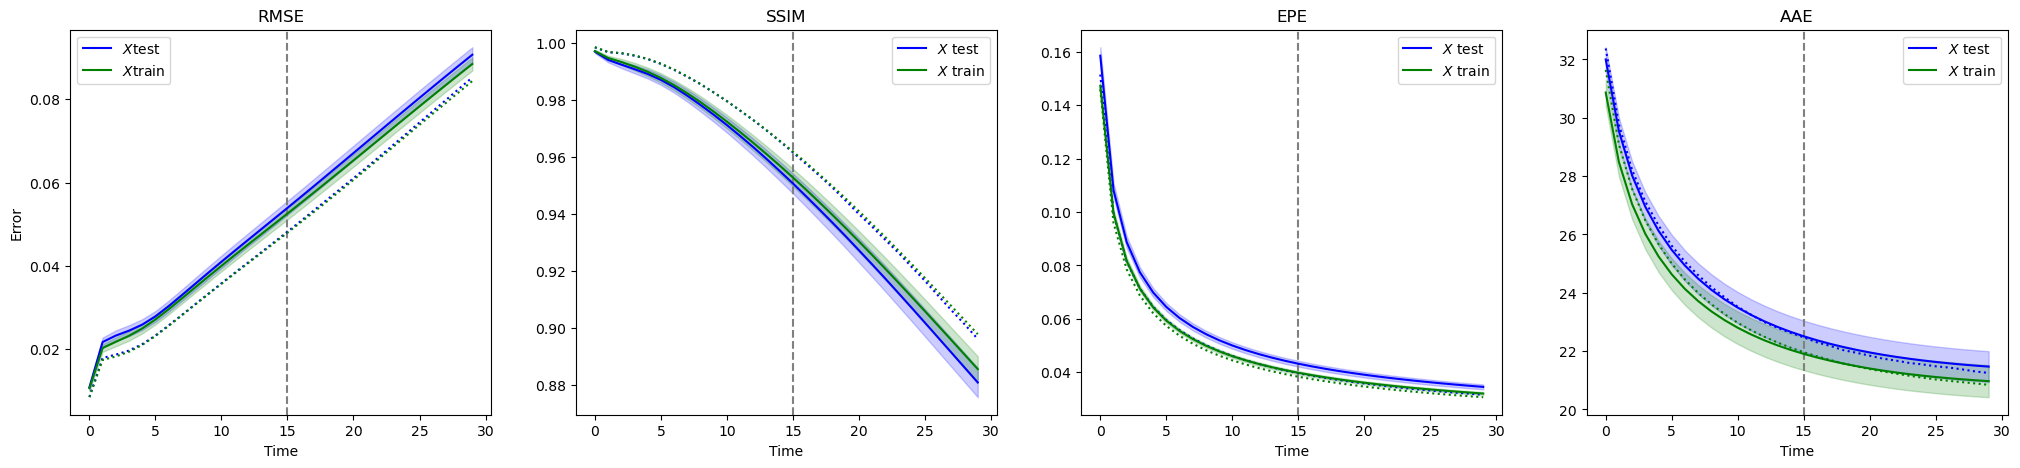 RMSE
X test
X train
0.08
0.06
0.04
0.02
Error
0 5 10 15 20 25 30
Time
SSIM
X test
X train
1.00
0.98
0.96
0.94
0.92
0.90
0.88
0 5 10 15 20 25 30
Time
EPE
X test
X train
0.16
0.14
0.12
0.10
0.08
0.06
0.04
0 5 10 15 20 25 30
Time
AAE
X test
X train
32
30
28
26
24
22
20
0 5 10 15 20 25 30
Time